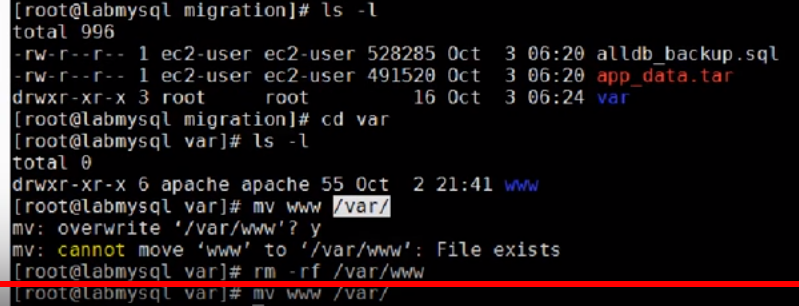 [root@labmysql migration]# ls -l
total 996
-rw-r--r-- 1 ec2-user ec2-user 528285 Oct  3 06:20 alldb_backup.sql
-rw-r--r-- 1 ec2-user ec2-user 491520 Oct  3 06:20 app_data.tar
drwxr-xr-x 3 root     root         16 Oct  3 06:24 var
[root@labmysql migration]# cd var
[root@labmysql var]# ls -l
total 0
drwxr-xr-x 6 apache apache 55 Oct  2 21:41 www
[root@labmysql var]# mv www /var/
mv: overwrite ‘/var/www’? y
mv: cannot move ‘www’ to ‘/var/www’: File exists
[root@labmysql var]# rm -rf /var/www
[root@labmysql var]# mv www /var/